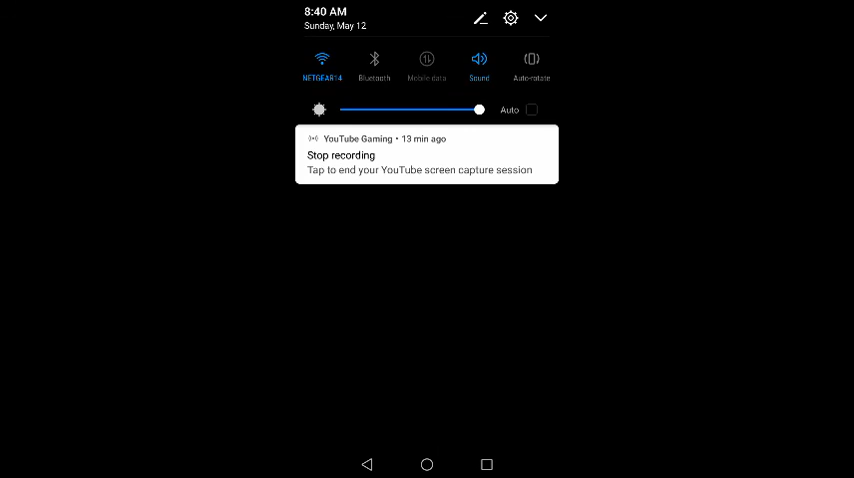 8:40 AM
Sunday, May 12
NETGEAR14 Bluetooth Mobile data Sound Auto-rotate
Auto
YouTube Gaming • 13 min ago
Stop recording
Tap to end your YouTube screen capture session